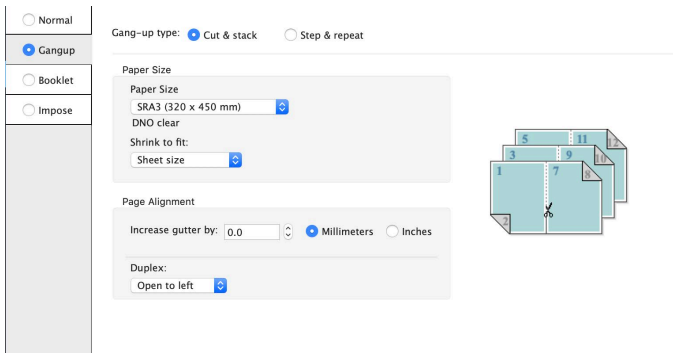 Normal
Gangup
Booklet
Impose
Gang-up type: Cut & stack Step & repeat
Paper Size
Paper Size
SRA3 (320 x 450 mm)
DNO clear
Shrink to fit:
Sheet size
Page Alignment
Increase gutter by: 0.0 Millimeters Inches
Duplex:
Open to left
5 11 12
3 9 10
1 7 8
2